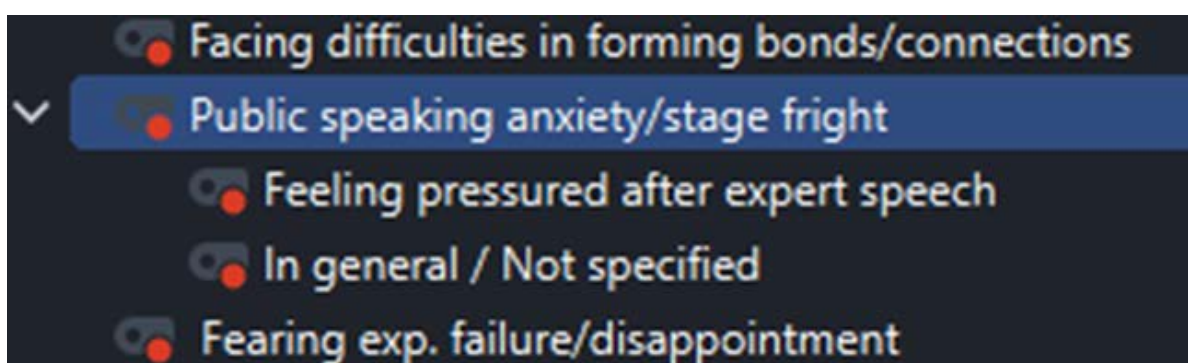 Facing difficulties in forming bonds/connections
Public speaking anxiety/stage fright
Feeling pressured after expert speech
In general / Not specified
Fearing exp. failure/disappointment